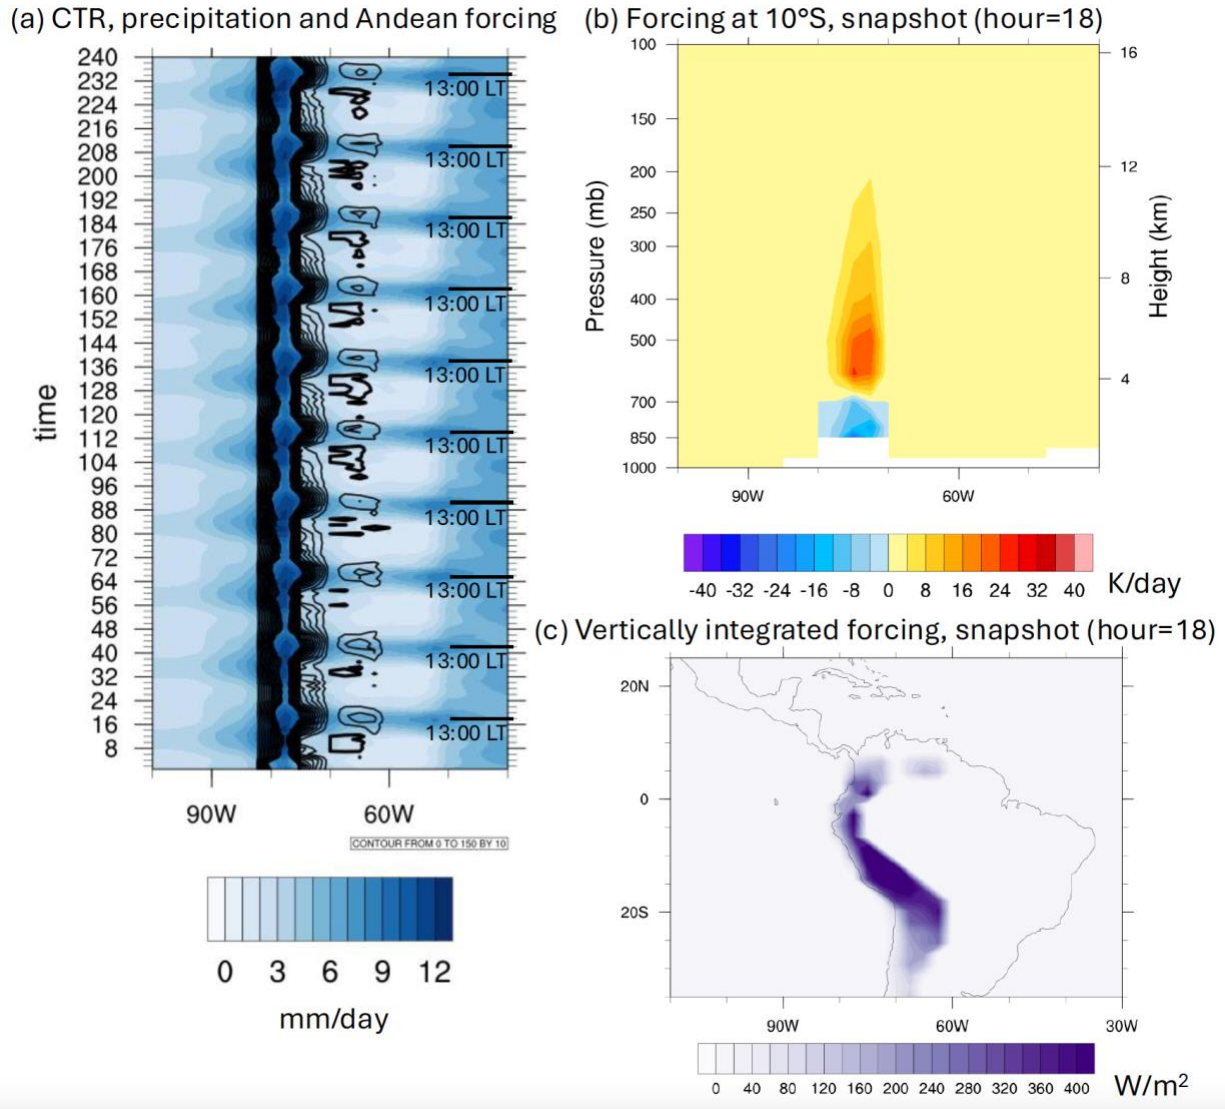 (a) CTR, precipitation and Andean forcing
240
232
224
216
208
200
192
184
176
168
160
152
144
136
128
120
112
104
96
88
80
72
64
56
48
40
32
24
16
8
time
13:00 LT
13:00 LT
13:00 LT
13:00 LT
13:00 LT
13:00 LT
13:00 LT
13:00 LT
13:00 LT
13:00 LT
90W 60W
CONTOUR FROM 0 TO 150 BY 10
0 3 6 9 12
mm/day
(b) Forcing at 10°S, snapshot (hour=18)
100
150
200
250
300
400
500
700
850
1000
Pressure (mb)
16
12
8
4
Height (km)
90W 60W
-40 -32 -24 -16 -8 0 8 16 24 32 40
K/day
(c) Vertically integrated forcing, snapshot (hour=18)
20N
0
20S
90W 60W 30W
0 40 80 120 160 200 240 280 320 360 400
W/m²